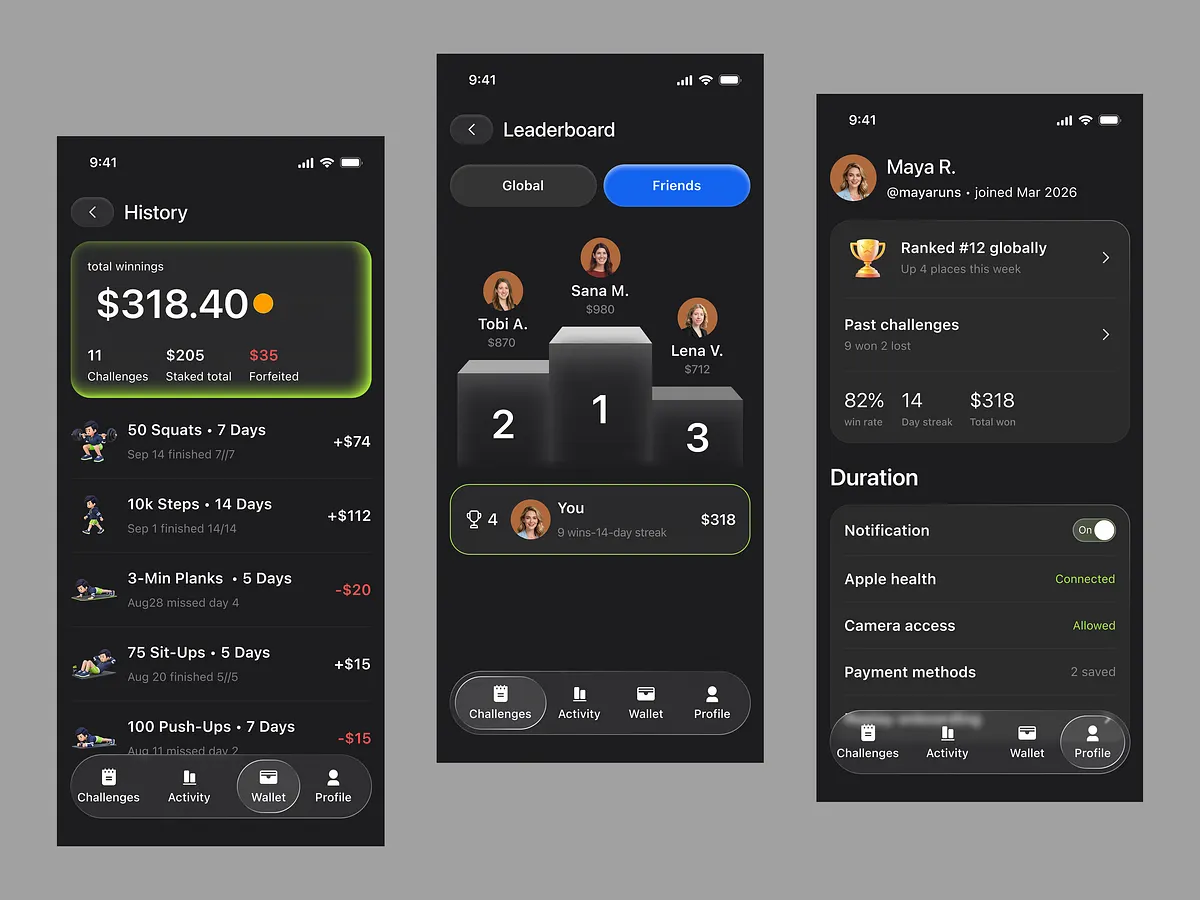 9:41
History
total winnings
$318.40
11
$205
$35
Challenges
Staked total
Forfeited
50 Squats • 7 Days
Sep 14 finished 7//7
+$74
10k Steps • 14 Days
Sep 1 finished 14/14
+$112
3-Min Planks • 5 Days
Aug28 missed day 4
-$20
75 Sit-Ups • 5 Days
Aug 20 finished 5//5
+$15
100 Push-Ups • 7 Days
Aug 11 missed day 2
-$15
Challenges
Activity
Wallet
Profile
9:41
Leaderboard
Global
Friends
Sana M.
$980
Tobi A.
$870
Lena V.
$712
1
2
3
4
You
9 wins-14-day streak
$318
Challenges
Activity
Wallet
Profile
9:41
Maya R.
@mayaruns • joined Mar 2026
Ranked #12 globally
Up 4 places this week
Past challenges
9 won 2 lost
82%
14
$318
win rate
Day streak
Total won
Duration
Notification
On
Apple health
Connected
Camera access
Allowed
Payment methods
2 saved
Challenges
Activity
Wallet
Profile